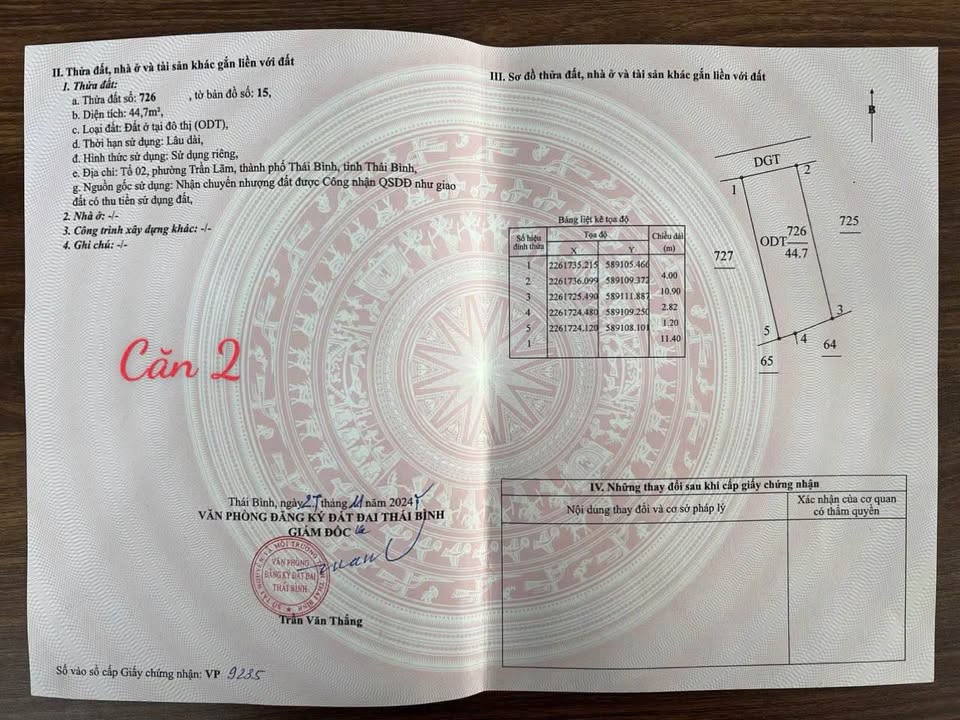 II. Thửa đất, nhà ở và tài sản khác gắn liền với đất
1. Thửa đất:
a. Thửa đất số: 726 , tờ bản đồ số: 15,
b. Diện tích: 44,7m²,
c. Loại đất: Đất ở tại đô thị (ODT),
d. Thời hạn sử dụng: Lâu dài,
đ. Hình thức sử dụng: Sử dụng riêng,
e. Địa chỉ: Tổ 02, phường Trần Lãm, thành phố Thái Bình, tỉnh Thái Bình,
g. Nguồn gốc sử dụng: Nhận chuyển nhượng đất được Công nhận QSDĐ như giao
đất có thu tiền sử dụng đất,
2. Nhà ở: -/-
3. Công trình xây dựng khác: -/-
4. Ghi chú: -/-
Căn 2
Thái Bình, ngày 27 tháng 11 năm 2024
VĂN PHÒNG ĐĂNG KÝ ĐẤT ĐAI THÁI BÌNH
GIÁM ĐỐC
VĂN PHÒNG
ĐĂNG KÝ ĐẤT ĐAI
THÁI BÌNH
Trần Văn Thắng
Số vào sổ cấp Giấy chứng nhận: VP 9235
III. Sơ đồ thửa đất, nhà ở và tài sản khác gắn liền với đất
B
DGT
1
2
725
726
ODT
44.7
727
3
5
4
64
65
Bảng liệt kê tọa độ
Số hiệu đỉnh thửa Tọa độ Chiều dài (m)
X Y
1 2261735.215 589105.466
4.00
2 2261736.099 589109.372
10.90
3 2261725.490 589111.887
2.82
4 2261724.480 589109.250
1.20
5 2261724.120 589108.101
11.40
1
IV. Những thay đổi sau khi cấp giấy chứng nhận
Nội dung thay đổi và cơ sở pháp lý
Xác nhận của cơ quan
có thẩm quyền